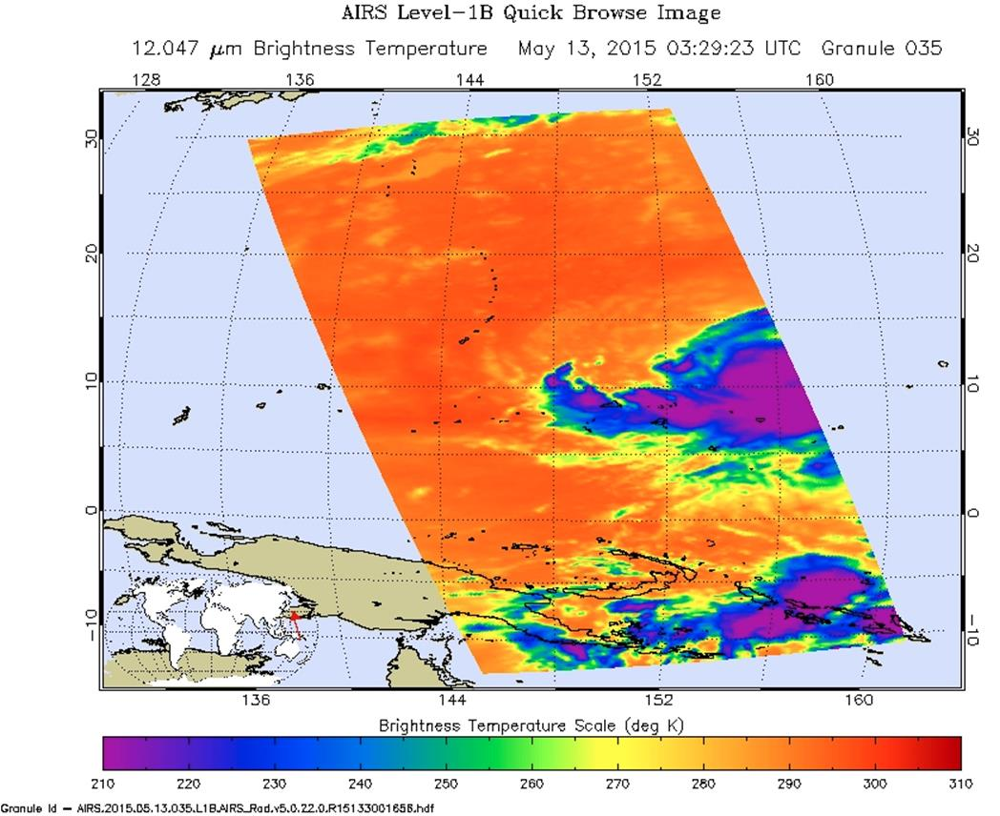 AIRS Level-1B Quick Browse Image
12.047 μm Brightness Temperature May 13, 2015 03:29:23 UTC Granule 035
128 136 144 152 160
30 30
20 20
10 10
0 0
-10 -10
136 144 152 160
Brightness Temperature Scale (deg K)
210 220 230 240 250 260 270 280 290 300 310
Granule Id - AIRS.2015.05.13.035.L1B.AIRS_Rad.v5.0.22.0.R15133001658.hdf